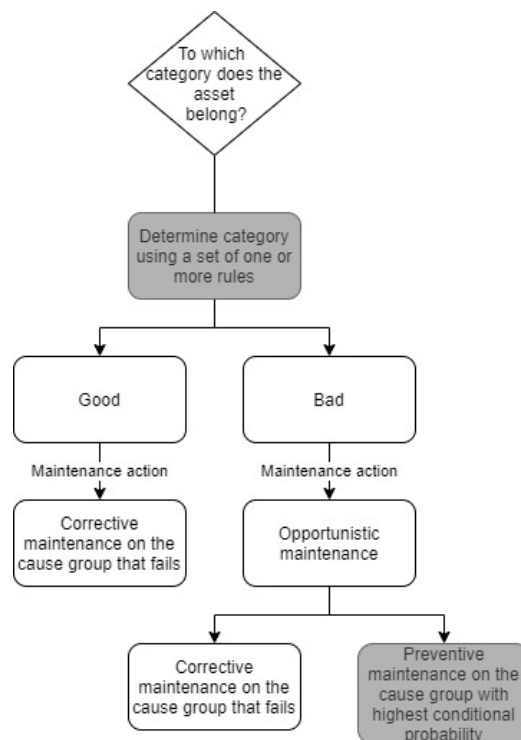 To which
category does the
asset
belong?
Determine category
using a set of one or
more rules
Good
Bad
Maintenance action
Maintenance action
Corrective
maintenance on the
cause group that fails
Opportunistic
maintenance
Corrective
maintenance on the
cause group that fails
Preventive
maintenance on the
cause group with
highest conditional
probability